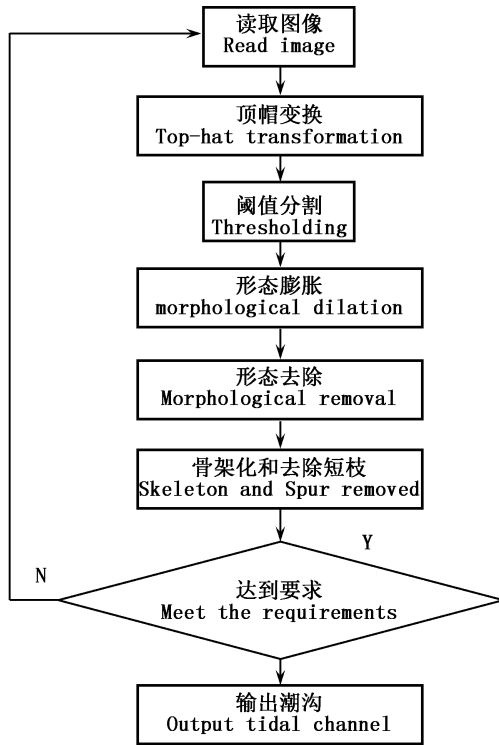 读取图像
Read image
顶帽变换
Top-hat transformation
阈值分割
Thresholding
形态膨胀
morphological dilation
形态去除
Morphological removal
骨架化和去除短枝
Skeleton and Spur removed
Y
N
达到要求
Meet the requirements
输出潮沟
Output tidal channel